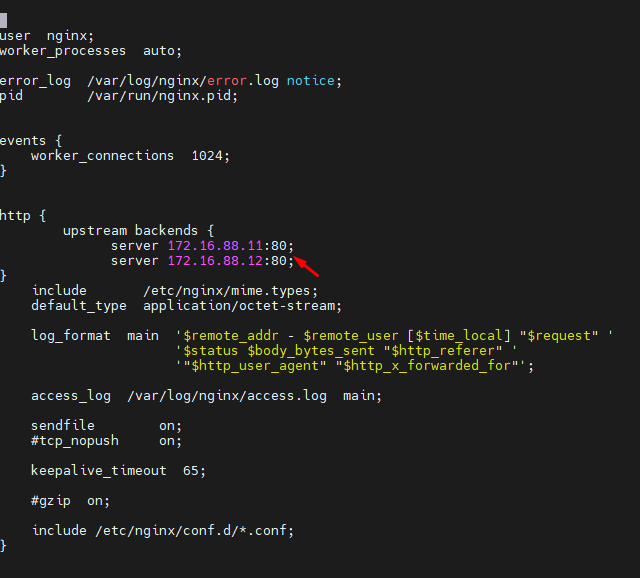 user  nginx;
worker_processes  auto;
error_log  /var/log/nginx/error.log notice;
pid        /var/run/nginx.pid;
events {
    worker_connections  1024;
}
http {
        upstream backends {
              server 172.16.88.11:80;
              server 172.16.88.12:80;
}
    include       /etc/nginx/mime.types;
    default_type  application/octet-stream;
    log_format  main  '$remote_addr - $remote_user [$time_local] "$request" '
                      '$status $body_bytes_sent "$http_referer" '
                      '"$http_user_agent" "$http_x_forwarded_for"';
    access_log  /var/log/nginx/access.log  main;
    sendfile        on;
    #tcp_nopush     on;
    keepalive_timeout  65;
    #gzip  on;
    include /etc/nginx/conf.d/*.conf;
}